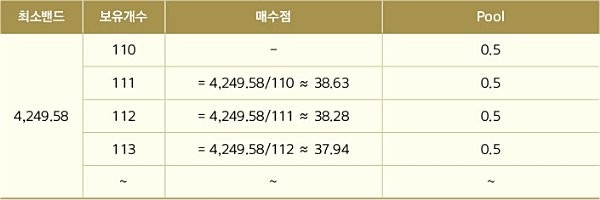 최소밴드 보유개수 매수점 Pool
110 – 0.5
111 = 4,249.58/110 ≈ 38.63 0.5
4,249.58 112 = 4,249.58/111 ≈ 38.28 0.5
113 = 4,249.58/112 ≈ 37.94 0.5
~ ~ ~